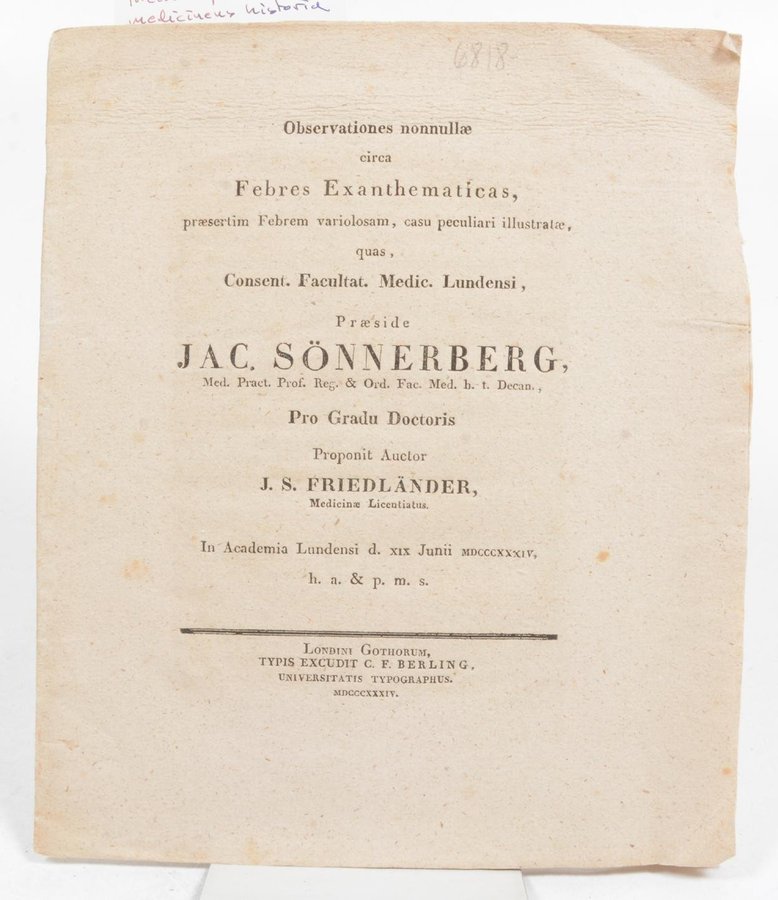 medicinens historia
6818-
Observationes nonnullæ
circa
Febres Exanthematicas,
præsertim Febrem variolosam, casu peculiari illustratæ,
quas,
Consent. Facultat. Medic. Lundensi,
Præside
JAC. SÖNNERBERG,
Med. Pract. Prof. Reg. & Ord. Fac. Med. h. t. Decan.,
Pro Gradu Doctoris
Proponit Auctor
J. S. FRIEDLÄNDER,
Medicinæ Licentiatus.
In Academia Lundensi d. XIX Junii MDCCCXXXIV,
h. a. & p. m. s.
LONDINI GOTHORUM,
TYPIS EXCUDIT C. F. BERLING,
UNIVERSITATIS TYPOGRAPHUS.
MDCCCXXXIV.